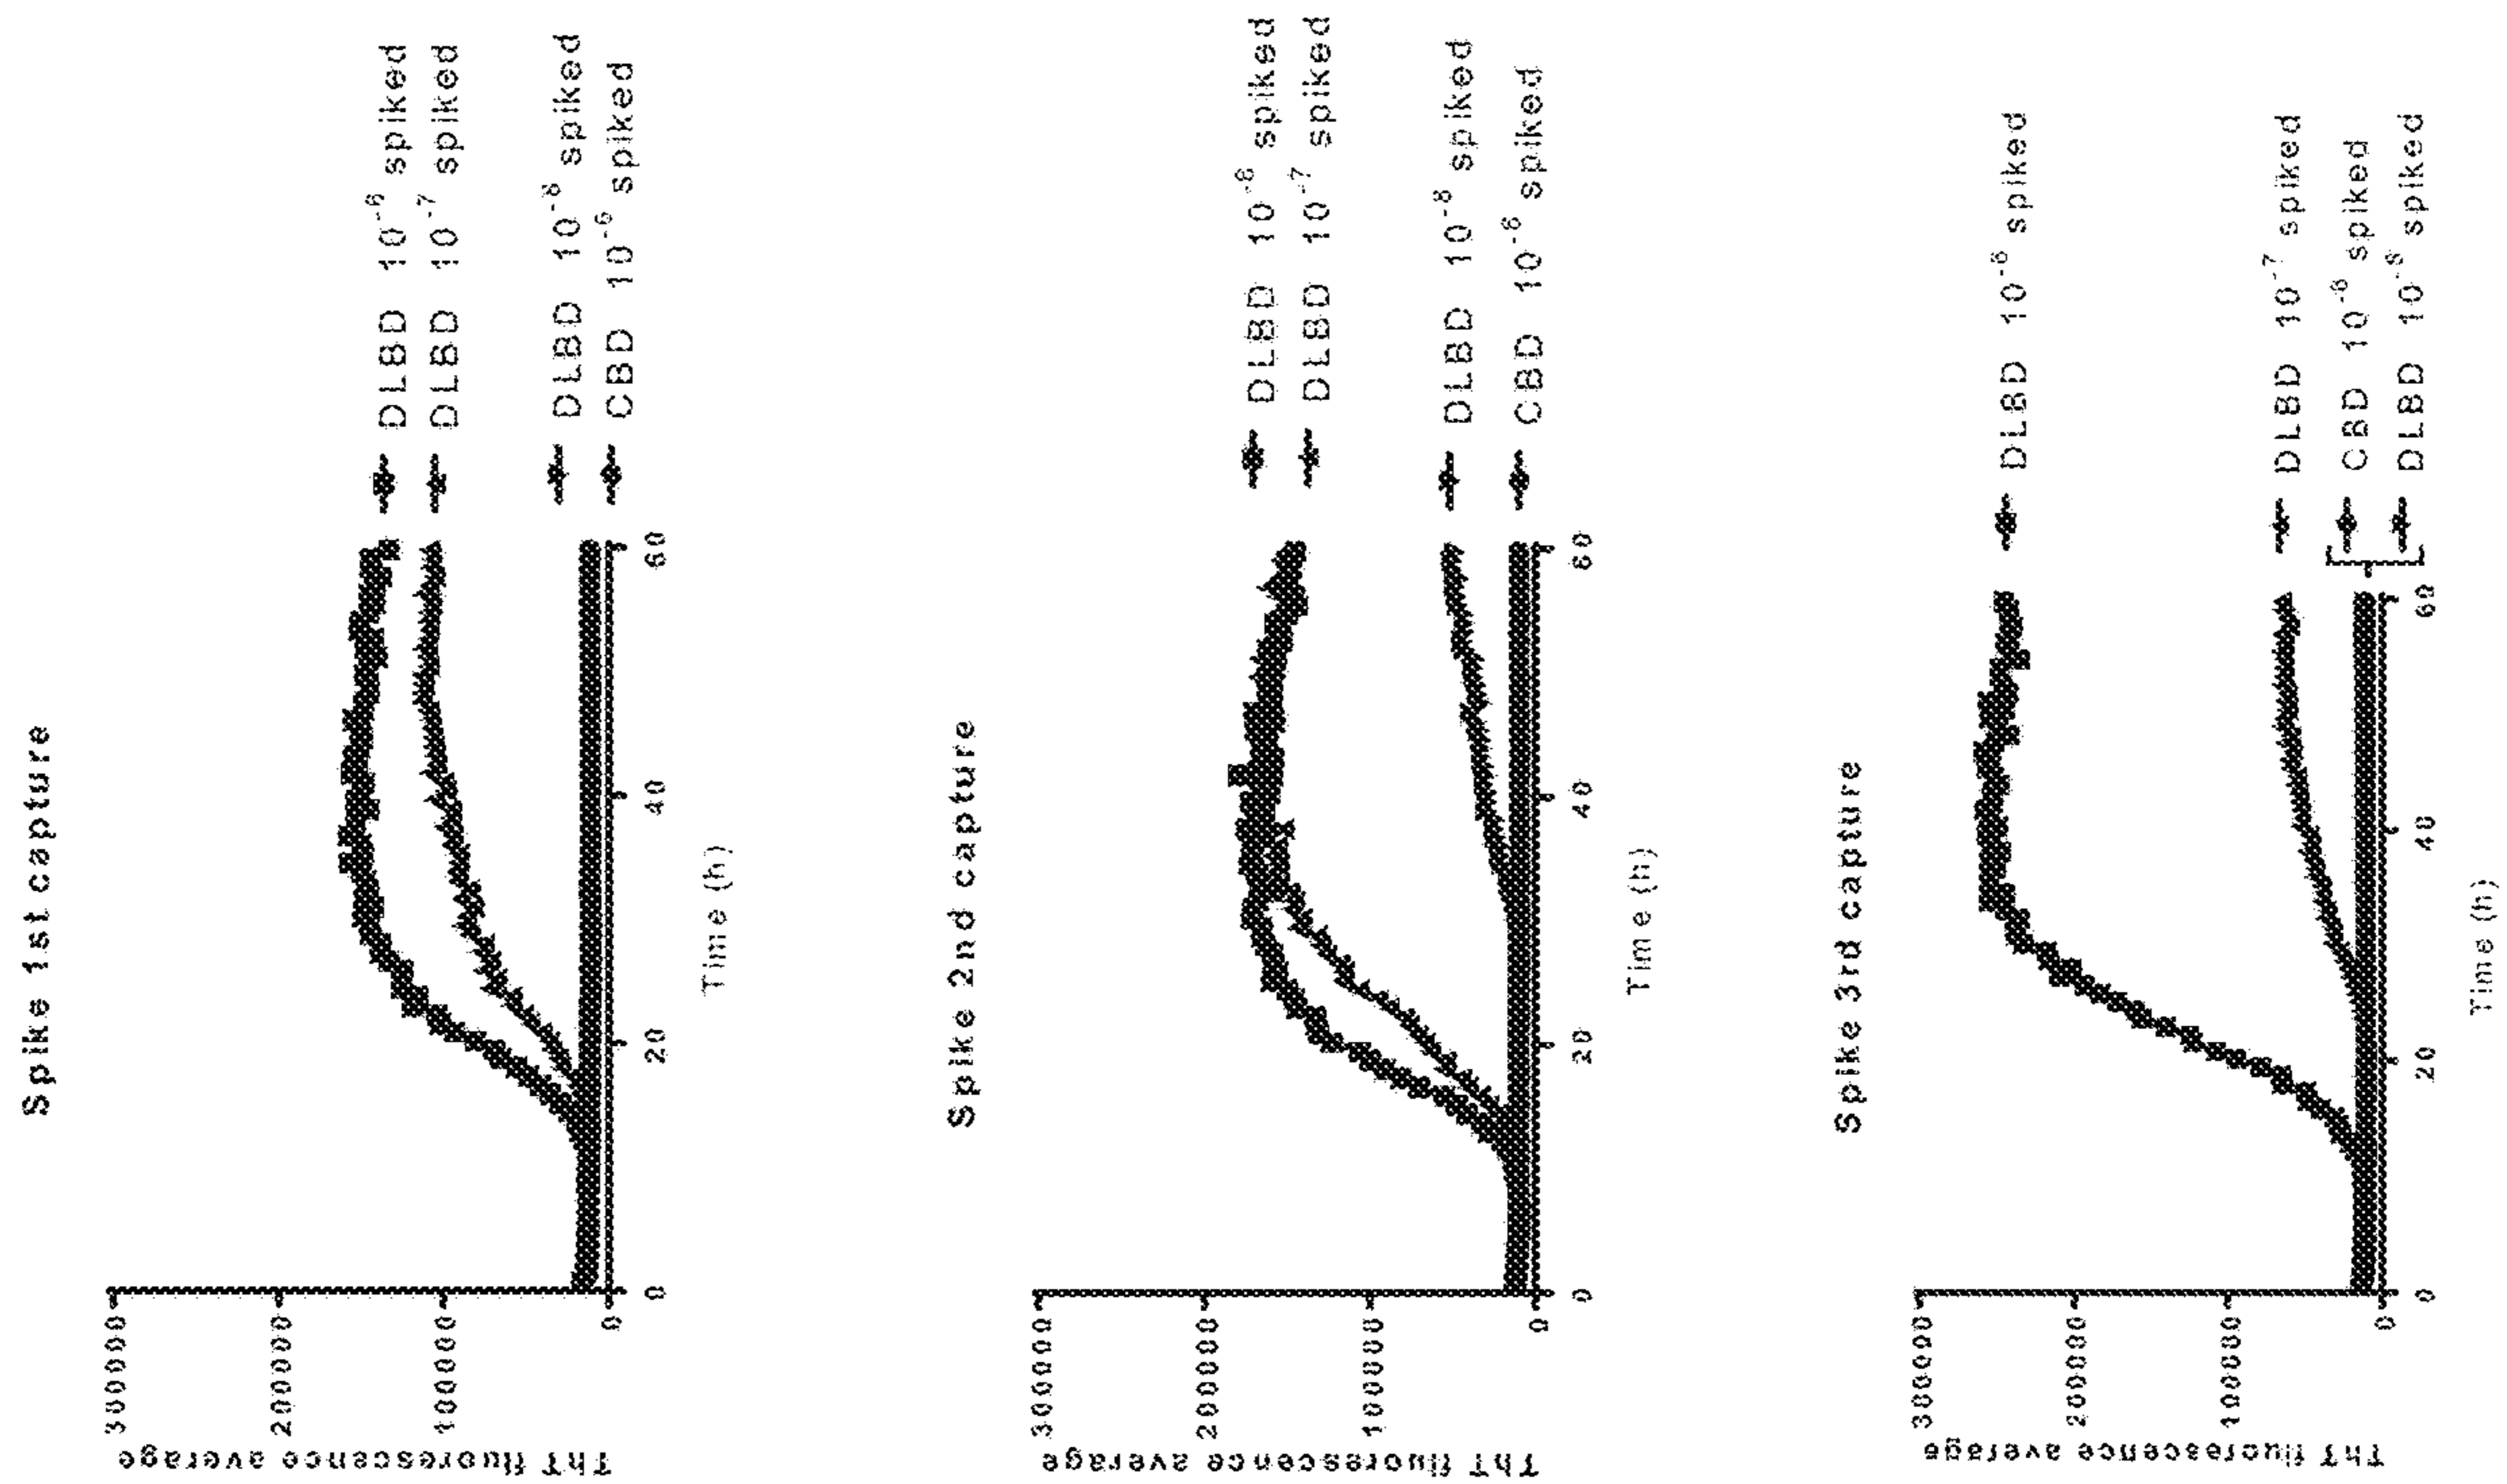 Spike 1st capture
ThT fluorescence average
300000
200000
100000
0
0
20
40
60
Time (h)
DLBD 10-6 spiked
DLBD 10-7 spiked
DLBD 10-8 spiked
CBD 10-6 spiked
Spike 2nd capture
ThT fluorescence average
300000
200000
100000
0
0
20
40
60
Time (h)
DLBD 10-6 spiked
DLBD 10-7 spiked
DLBD 10-8 spiked
CBD 10-6 spiked
Spike 3rd capture
ThT fluorescence average
300000
200000
100000
0
0
20
40
60
Time (h)
DLBD 10-6 spiked
DLBD 10-7 spiked
CBD 10-6 spiked
DLBD 10-8 spiked